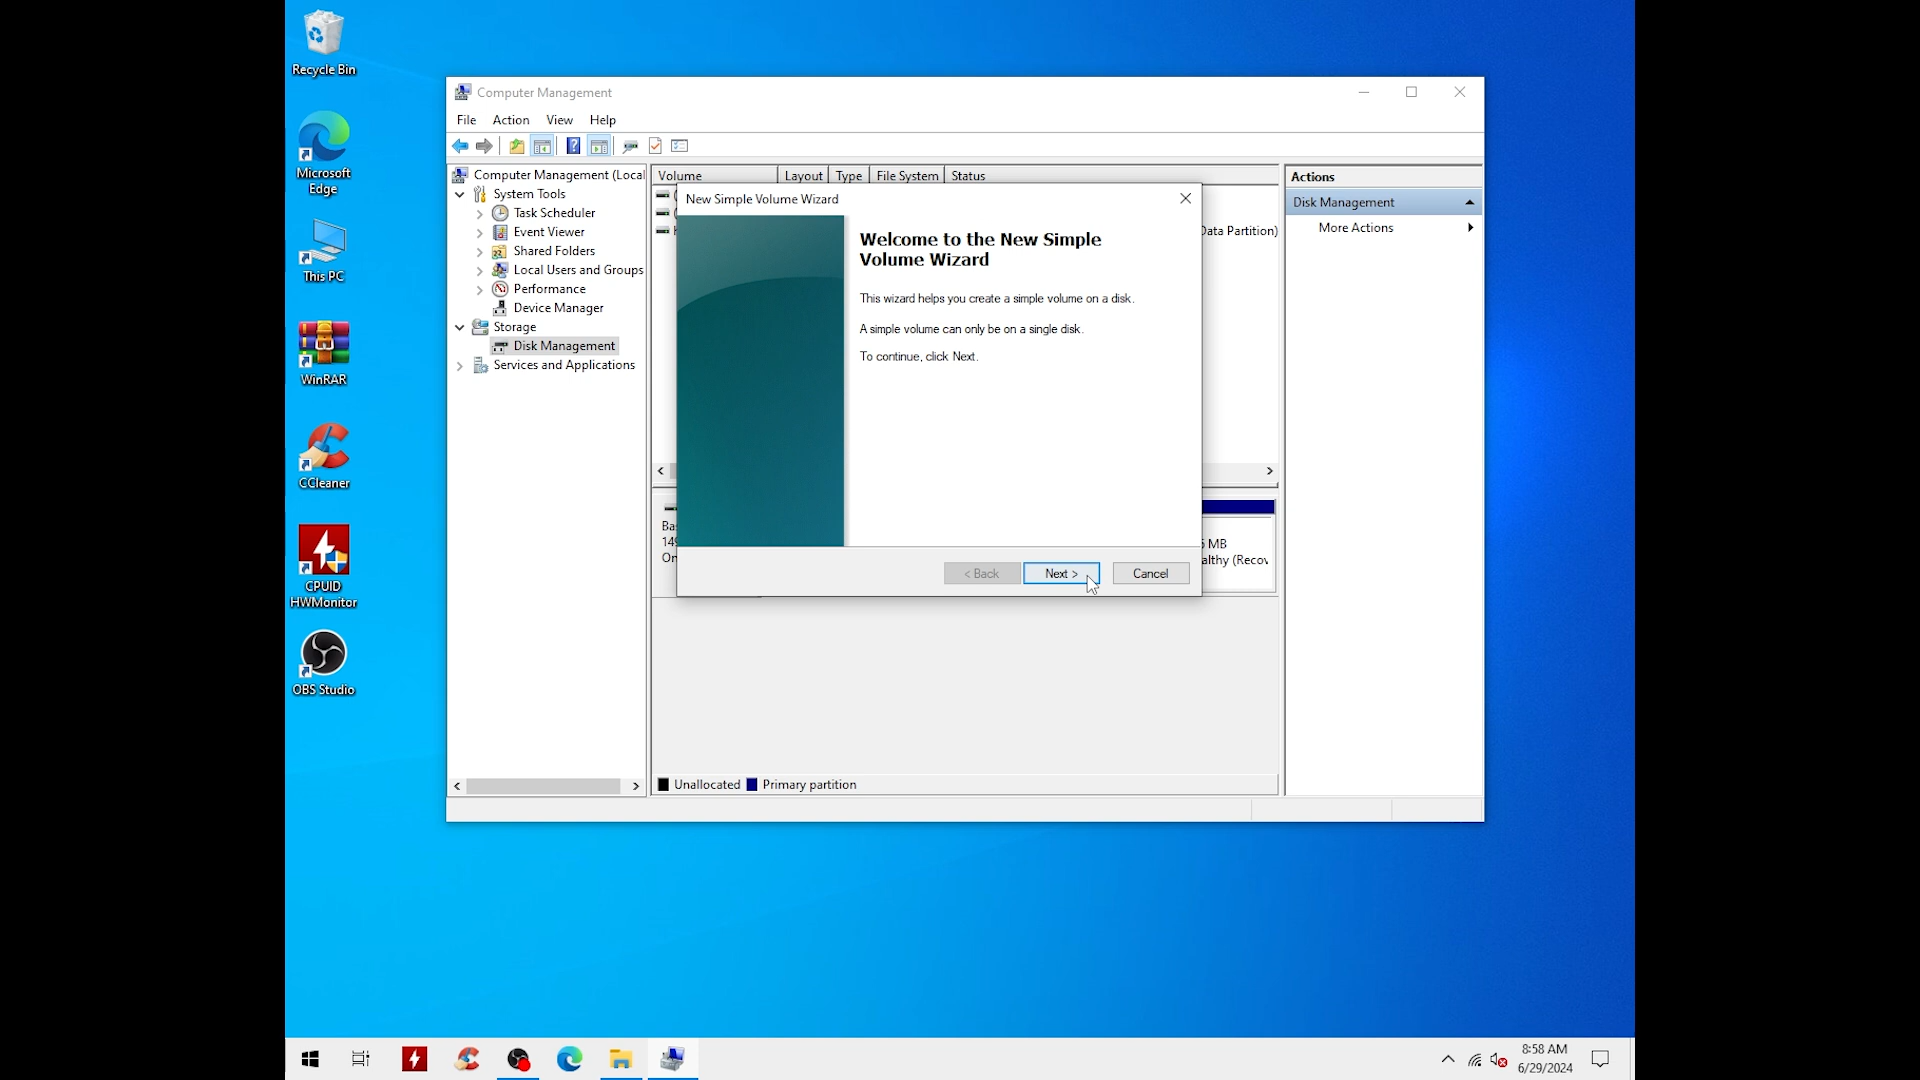 Recycle Bin
Microsoft
Edge
This PC
WinRAR
CCleaner
CPUID
HWMonitor
OBS Studio
Computer Management
File Action View Help
Computer Management (Local
System Tools
Task Scheduler
Event Viewer
Shared Folders
Local Users and Groups
Performance
Device Manager
Storage
Disk Management
Services and Applications
Volume Layout Type File System Status
Data Partition)
New Simple Volume Wizard
Welcome to the New Simple
Volume Wizard
This wizard helps you create a simple volume on a disk.
A simple volume can only be on a single disk.
To continue, click Next.
< Back Next > Cancel
Ba
149
On
MB
althy (Recov
Unallocated Primary partition
Actions
Disk Management
More Actions
8:58 AM
6/29/2024